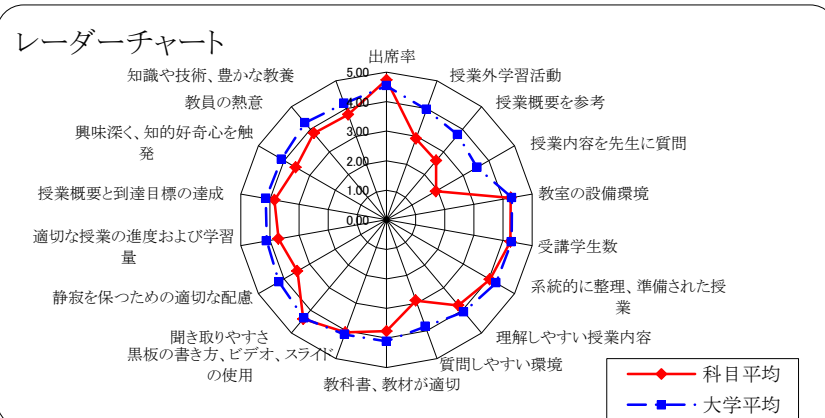 レーダーチャート
出席率
授業外学習活動
授業概要を参考
授業内容を先生に質問
教室の設備環境
受講学生数
系統的に整理、準備された授
業
理解しやすい授業内容
質問しやすい環境
教科書、教材が適切
黒板の書き方、ビデオ、スライド
の使用
聞き取りやすさ
静寂を保つための適切な配慮
適切な授業の進度および学習
量
授業概要と到達目標の達成
興味深く、知的好奇心を触
発
教員の熱意
知識や技術、豊かな教養
5.00
4.00
3.00
2.00
1.00
0.00
科目平均
大学平均